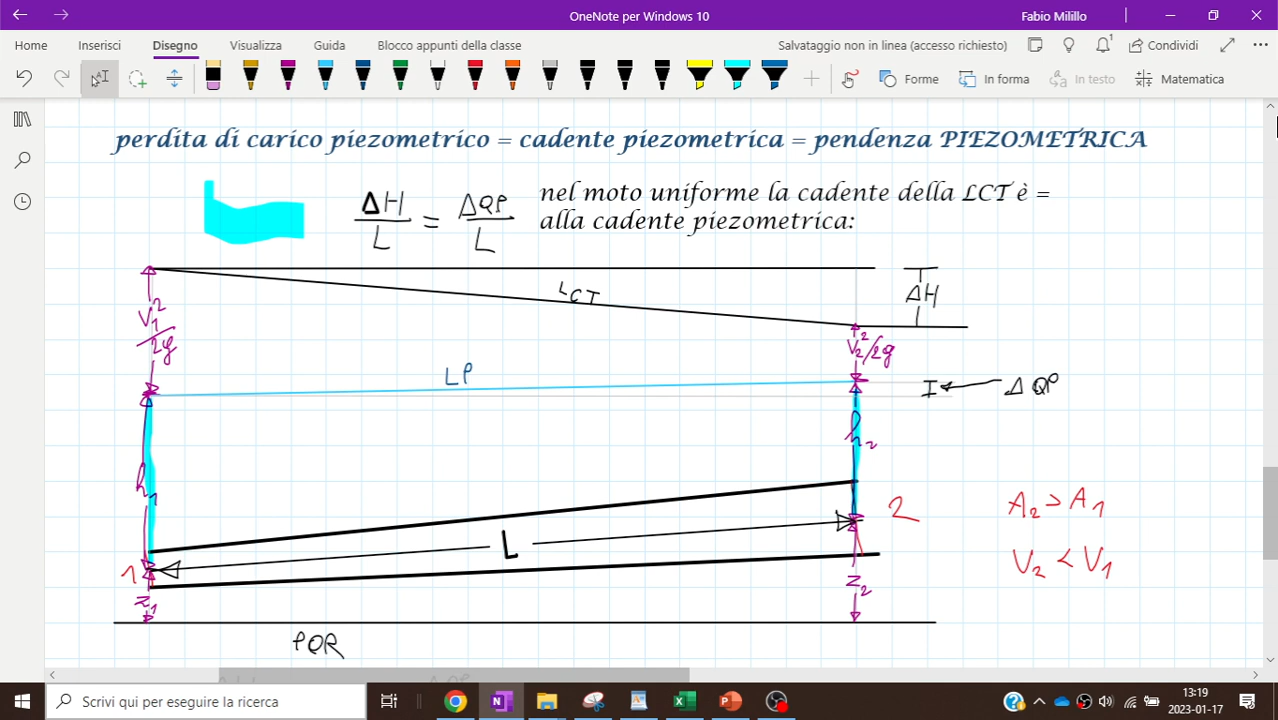 OneNote per Windows 10
Fabio Milillo
Home Inserisci Disegno Visualizza Guida Blocco appunti della classe
Salvataggio non in linea (accesso richiesto) Condividi
Forme In forma In testo Matematica
perdita di carico piezometrico = cadente piezometrica = pendenza PIEZOMETRICA
ΔH/L = ΔQP/L
nel moto uniforme la cadente della LCT è =
alla cadente piezometrica:
LCT
ΔH
V₁²/2g
V₂²/2g
LP
ΔQP
h₁
h₂
L
1
2
A₂ > A₁
V₂ < V₁
z₁
z₂
PQR
Scrivi qui per eseguire la ricerca
13:19
2023-01-17